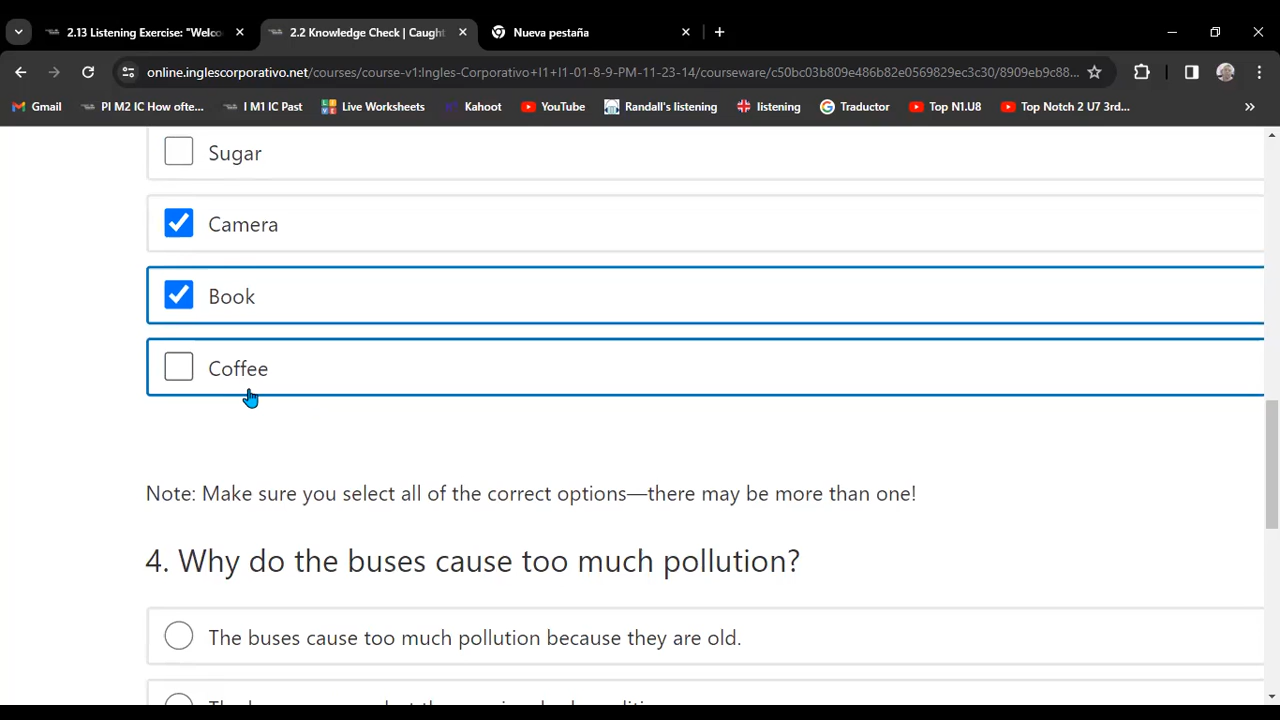 2.13 Listening Exercise: "Welco
2.2 Knowledge Check | Caught
Nueva pestaña
online.inglescorporativo.net/courses/course-v1:Ingles-Corporativo+I1+I1-01-8-9-PM-11-23-14/courseware/c50bc03b809e486b82e0569829ec3c30/8909eb9c88...
Gmail
PI M2 IC How ofte...
I M1 IC Past
Live Worksheets
Kahoot
YouTube
Randall's listening
listening
Traductor
Top N1.U8
Top Notch 2 U7 3rd...
Sugar
Camera
Book
Coffee
Note: Make sure you select all of the correct options—there may be more than one!
4. Why do the buses cause too much pollution?
The buses cause too much pollution because they are old.